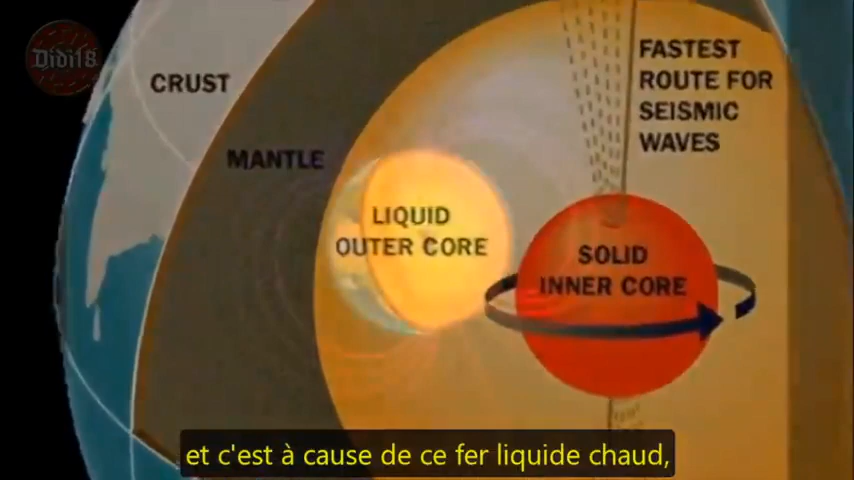 Didi18
CRUST
MANTLE
LIQUID
OUTER CORE
FASTEST
ROUTE FOR
SEISMIC
WAVES
SOLID
INNER CORE
et c'est à cause de ce fer liquide chaud,